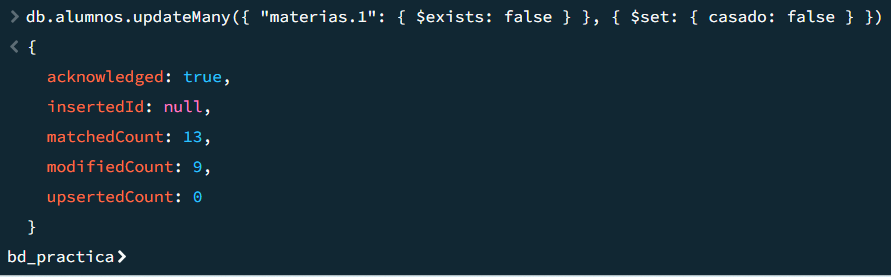 > db.alumnos.updateMany({ "materias.1": { $exists: false } }, { $set: { casado: false } })
< {
acknowledged: true,
insertedId: null,
matchedCount: 13,
modifiedCount: 9,
upsertedCount: 0
}
bd_practica>